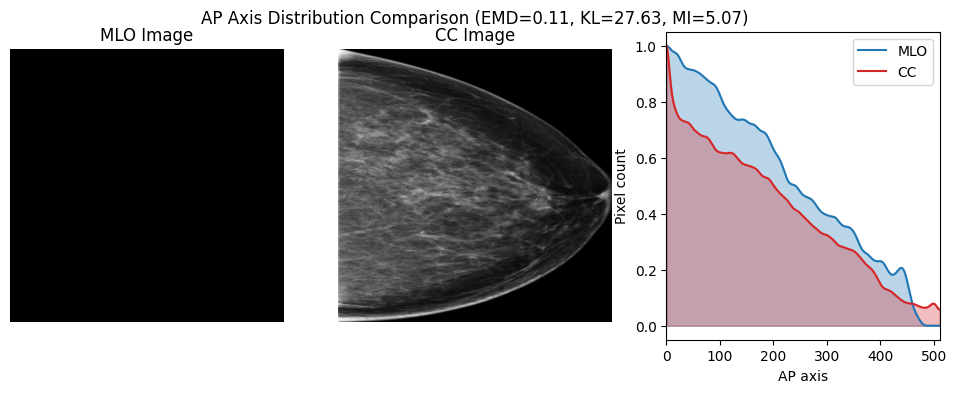 AP Axis Distribution Comparison (EMD=0.11, KL=27.63, MI=5.07)
MLO Image
CC Image
MLO
CC
Pixel count
1.0
0.8
0.6
0.4
0.2
0.0
0 100 200 300 400 500
AP axis